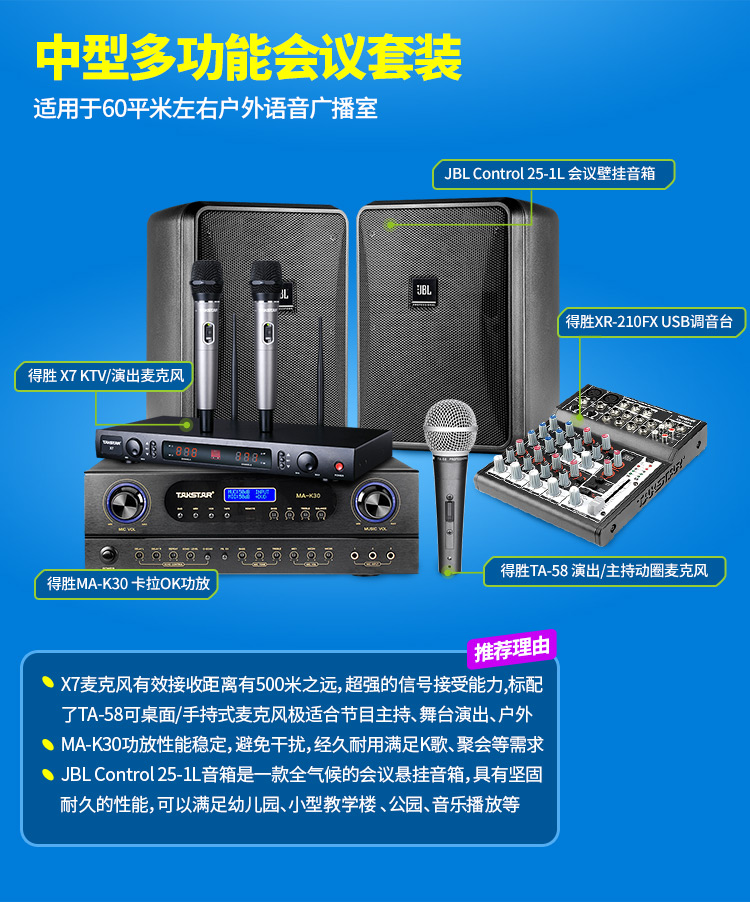 中型多功能会议套装
适用于60平米左右户外语音广播室
JBL Control 25-1L 会议壁挂音箱
JBL
JBL
得胜XR-210FX USB调音台
得胜 X7 KTV/演出麦克风
TAKSTAR
TAKSTAR
TAKSTAR MA-K30
MIC VOL
MUSIC VOL
TAKSTAR
得胜TA-58 演出/主持动圈麦克风
得胜MA-K30 卡拉OK功放
推荐理由
X7麦克风有效接收距离有500米之远,超强的信号接受能力,标配
了TA-58可桌面/手持式麦克风极适合节目主持、舞台演出、户外
MA-K30功放性能稳定,避免干扰,经久耐用满足K歌、聚会等需求
JBL Control 25-1L音箱是一款全气候的会议悬挂音箱,具有坚固
耐久的性能,可以满足幼儿园、小型教学楼、公园、音乐播放等